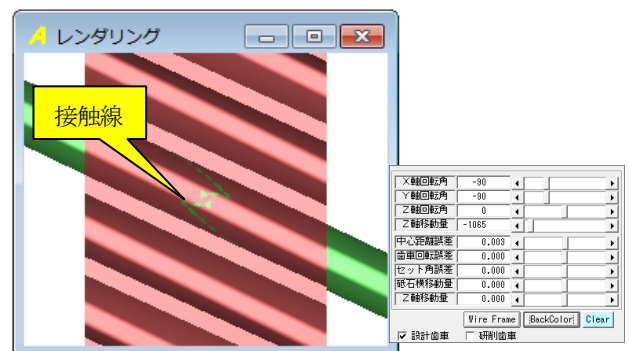 レンダリング
接触線
X軸回転角 -90
Y軸回転角 -90
Z軸回転角 0
Z軸移動量 -1065
中心距離誤差 0.003
歯車回転誤差 0.000
セット角誤差 0.000
砥石横移動量 0.000
Z軸移動量 0.000
Wire Frame BackColor Clear
設計歯車 研削歯車